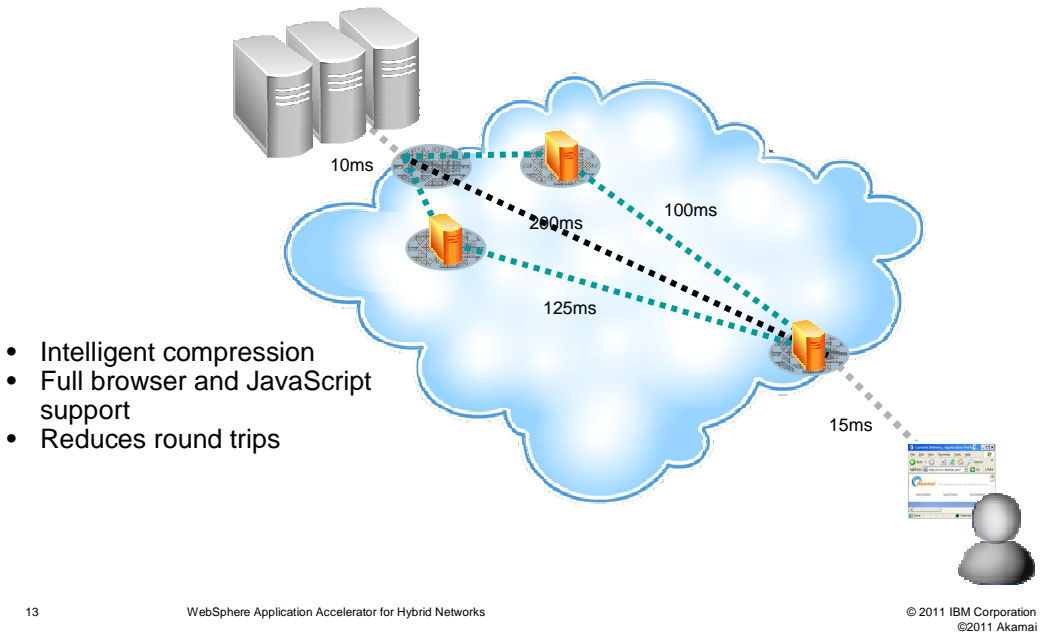 10ms
200ms
100ms
125ms
• Intelligent compression
• Full browser and JavaScript
support
• Reduces round trips
15ms
Akamai
13
WebSphere Application Accelerator for Hybrid Networks
© 2011 IBM Corporation
©2011 Akamai